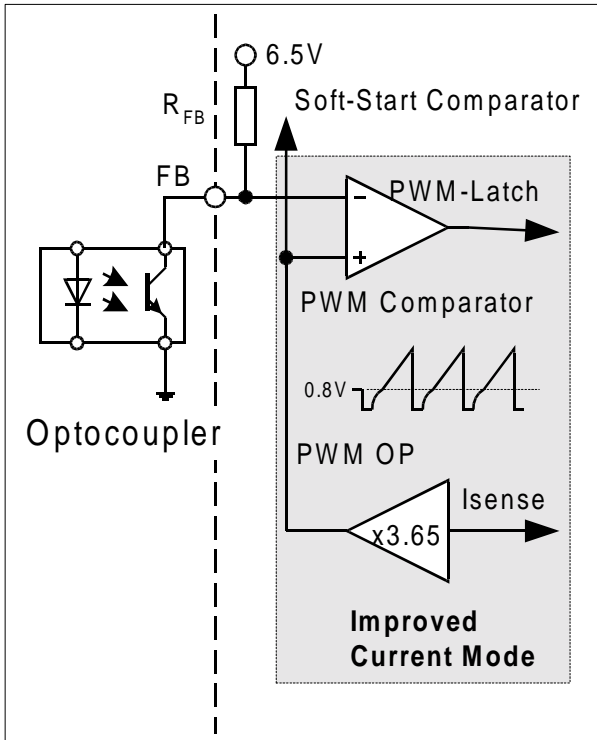 6.5V
Soft-Start Comparator
RFB
FB
PWM-Latch
PWM Comparator
0.8V
Optocoupler
PWM OP
Isense
x3.65
Improved
Current Mode